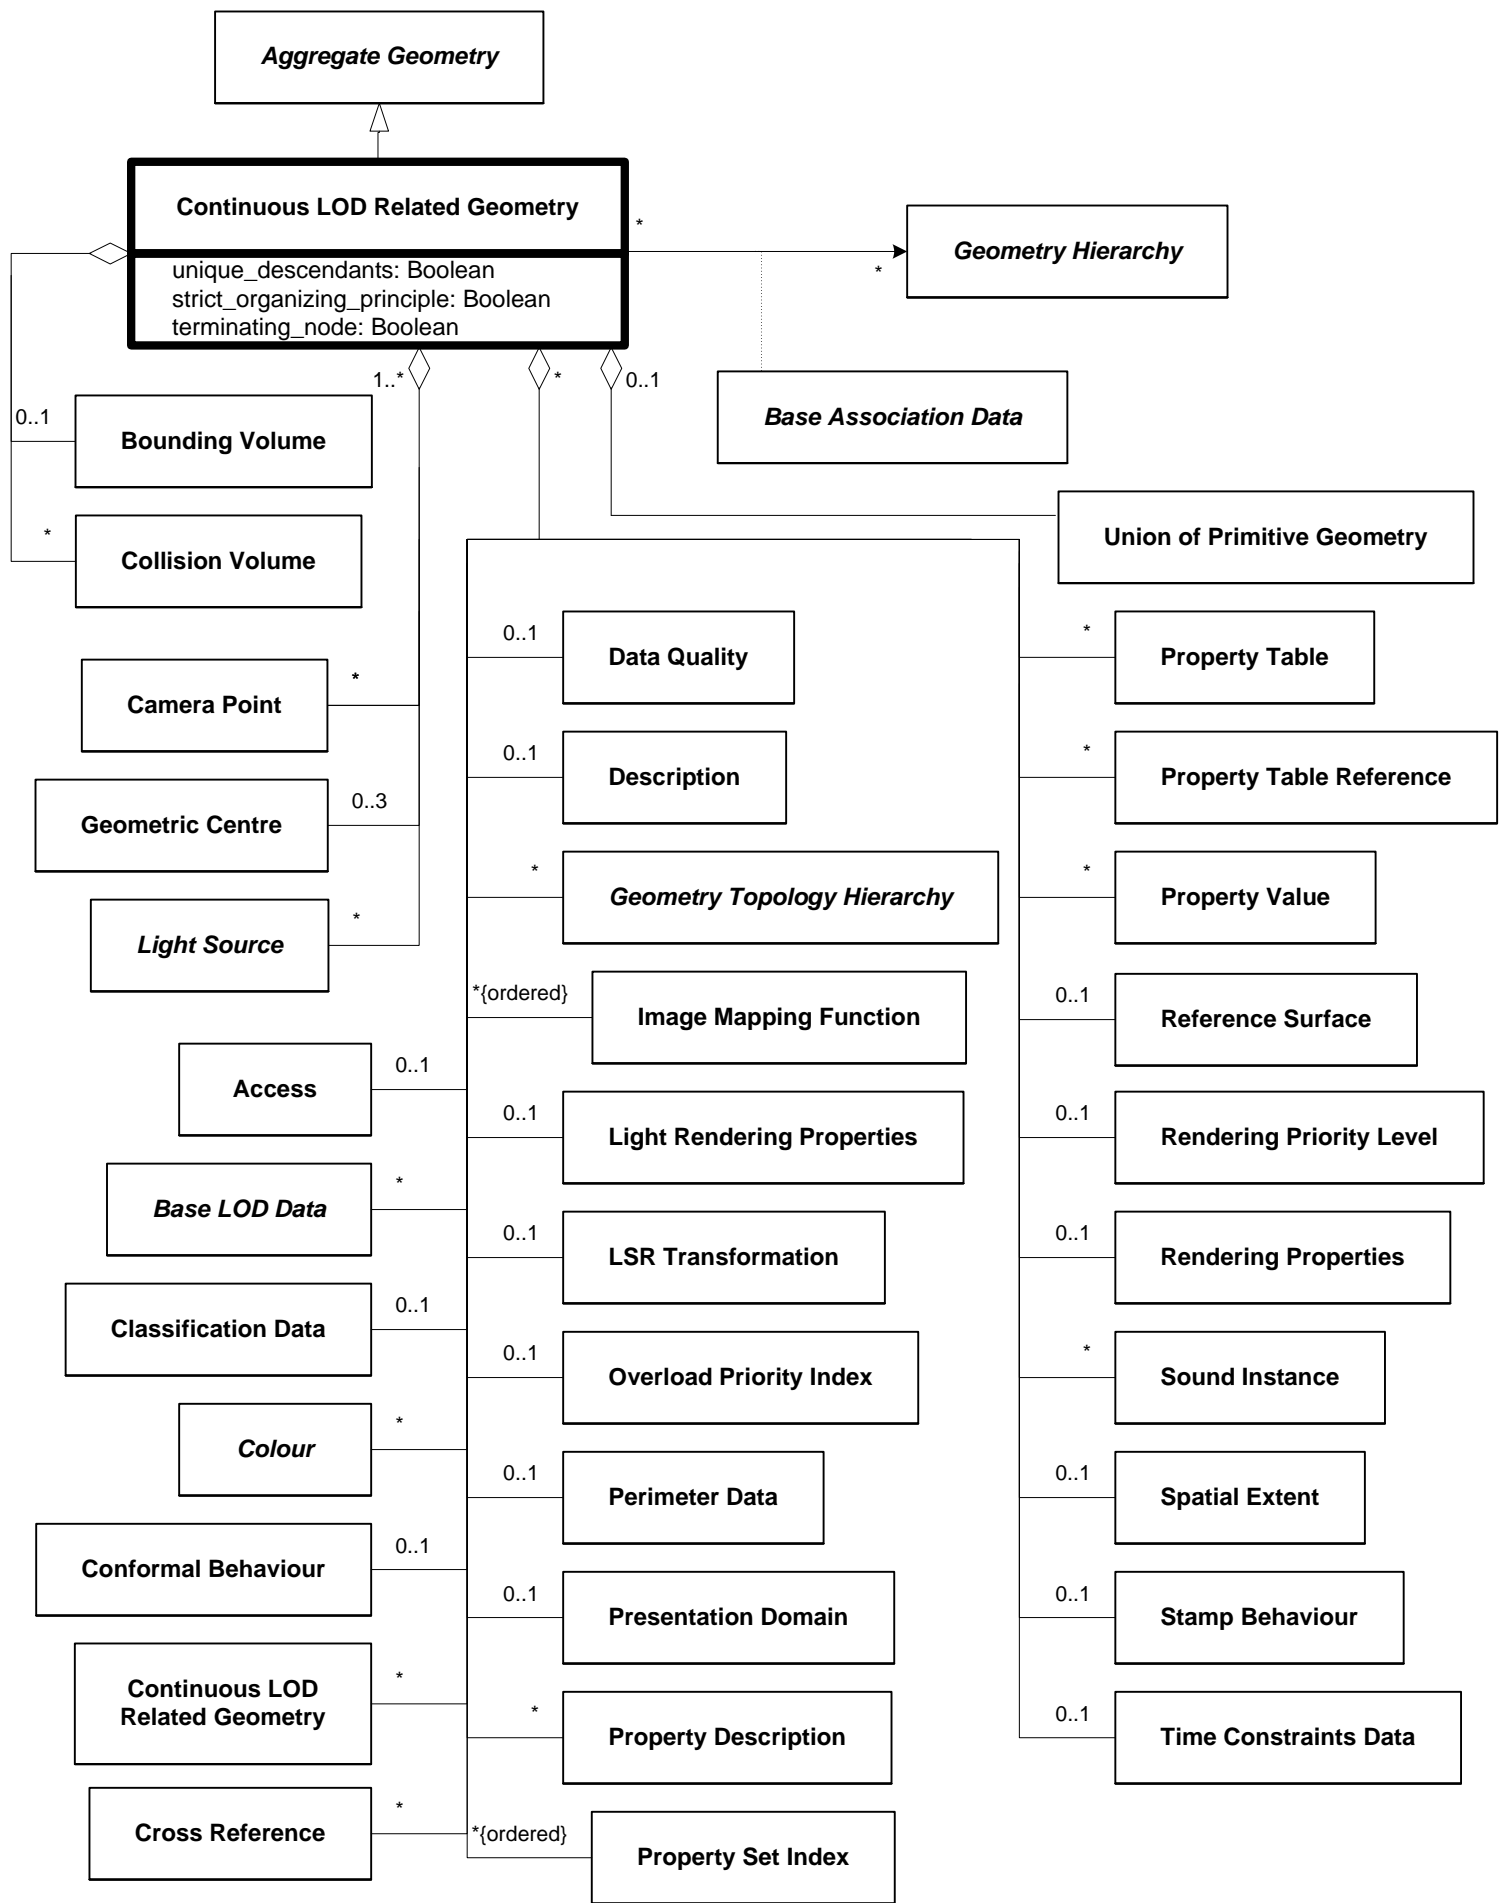 Aggregate Geometry
Continuous LOD Related Geometry
unique_descendants: Boolean
strict_organizing_principle: Boolean
terminating_node: Boolean
*
*
Geometry Hierarchy
Base Association Data
1..*
*
0..1
0..1
Bounding Volume
*
Collision Volume
Union of Primitive Geometry
Camera Point
*
Geometric Centre
0..3
Light Source
*
Access
0..1
Base LOD Data
*
Classification Data
0..1
Colour
*
Conformal Behaviour
0..1
Continuous LOD
Related Geometry
*
Cross Reference
*
0..1
Data Quality
0..1
Description
*
Geometry Topology Hierarchy
*{ordered}
Image Mapping Function
0..1
Light Rendering Properties
0..1
LSR Transformation
0..1
Overload Priority Index
0..1
Perimeter Data
0..1
Presentation Domain
*
Property Description
*{ordered}
Property Set Index
*
Property Table
*
Property Table Reference
*
Property Value
0..1
Reference Surface
0..1
Rendering Priority Level
0..1
Rendering Properties
*
Sound Instance
0..1
Spatial Extent
0..1
Stamp Behaviour
0..1
Time Constraints Data